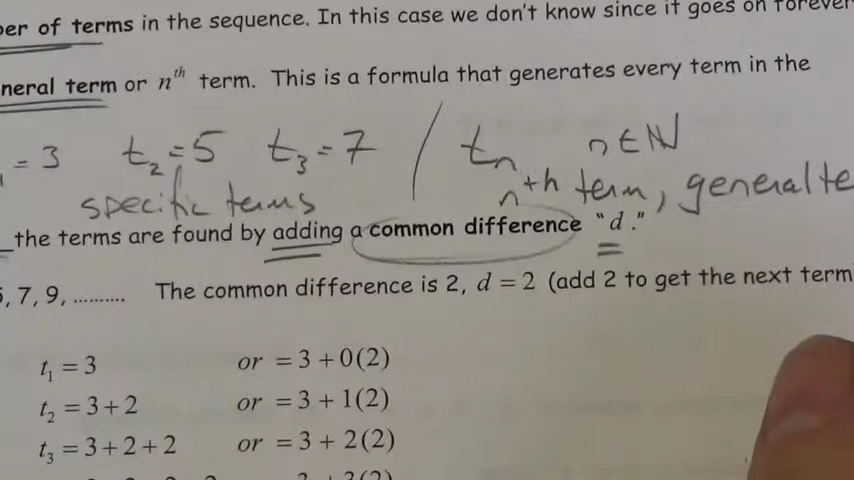 ber of terms in the sequence. In this case we don't know since it goes on forever
neral term or nth term. This is a formula that generates every term in the
1 = 3 t2 = 5 t3 = 7 / tn n ∈ N
specific terms nth term, general te
the terms are found by adding a common difference "d."
5, 7, 9, .......... The common difference is 2, d = 2 (add 2 to get the next term
t1 = 3 or = 3 + 0(2)
t2 = 3 + 2 or = 3 + 1(2)
t3 = 3 + 2 + 2 or = 3 + 2(2)